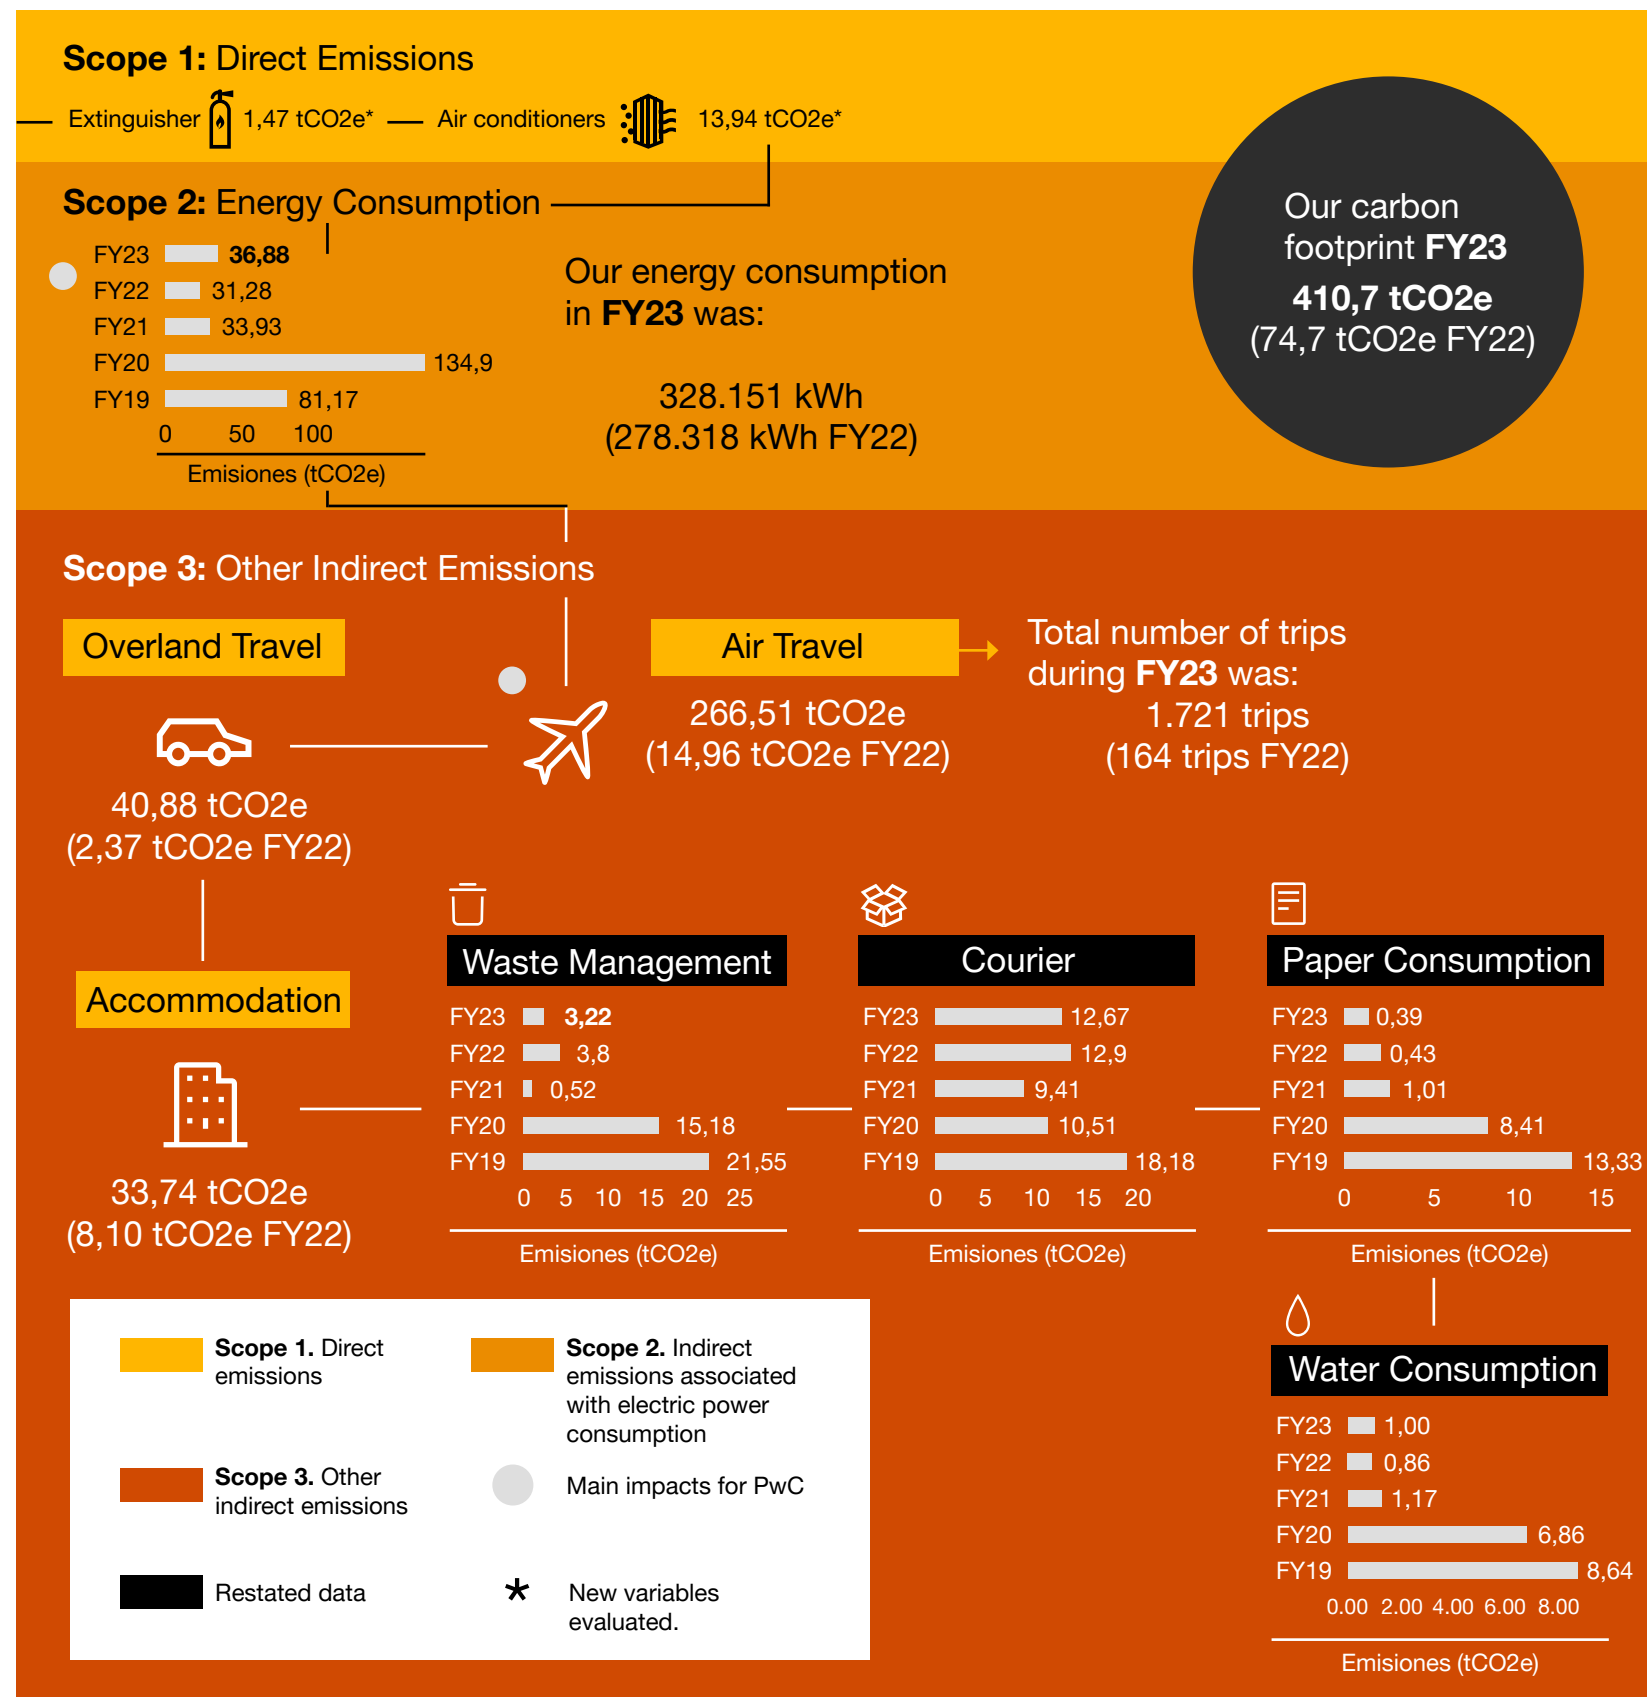 Scope 1: Direct Emissions
Extinguisher 1,47 tCO2e* Air conditioners 13,94 tCO2e*
Scope 2: Energy Consumption
FY23 36,88
FY22 31,28
FY21 33,93
FY20 134,9
FY19 81,17
0 50 100
Emisiones (tCO2e)
Our energy consumption
in FY23 was:
328.151 kWh
(278.318 kWh FY22)
Our carbon
footprint FY23
410,7 tCO2e
(74,7 tCO2e FY22)
Scope 3: Other Indirect Emissions
Overland Travel
40,88 tCO2e
(2,37 tCO2e FY22)
Air Travel
266,51 tCO2e
(14,96 tCO2e FY22)
Total number of trips
during FY23 was:
1.721 trips
(164 trips FY22)
Accommodation
33,74 tCO2e
(8,10 tCO2e FY22)
Waste Management
FY23 3,22
FY22 3,8
FY21 0,52
FY20 15,18
FY19 21,55
0 5 10 15 20 25
Emisiones (tCO2e)
Courier
FY23 12,67
FY22 12,9
FY21 9,41
FY20 10,51
FY19 18,18
0 5 10 15 20
Emisiones (tCO2e)
Paper Consumption
FY23 0,39
FY22 0,43
FY21 1,01
FY20 8,41
FY19 13,33
0 5 10 15
Emisiones (tCO2e)
Water Consumption
FY23 1,00
FY22 0,86
FY21 1,17
FY20 6,86
FY19 8,64
0.00 2.00 4.00 6.00 8.00
Emisiones (tCO2e)
Scope 1. Direct
emissions
Scope 2. Indirect
emissions associated
with electric power
consumption
Scope 3. Other
indirect emissions
Main impacts for PwC
Restated data
* New variables
evaluated.